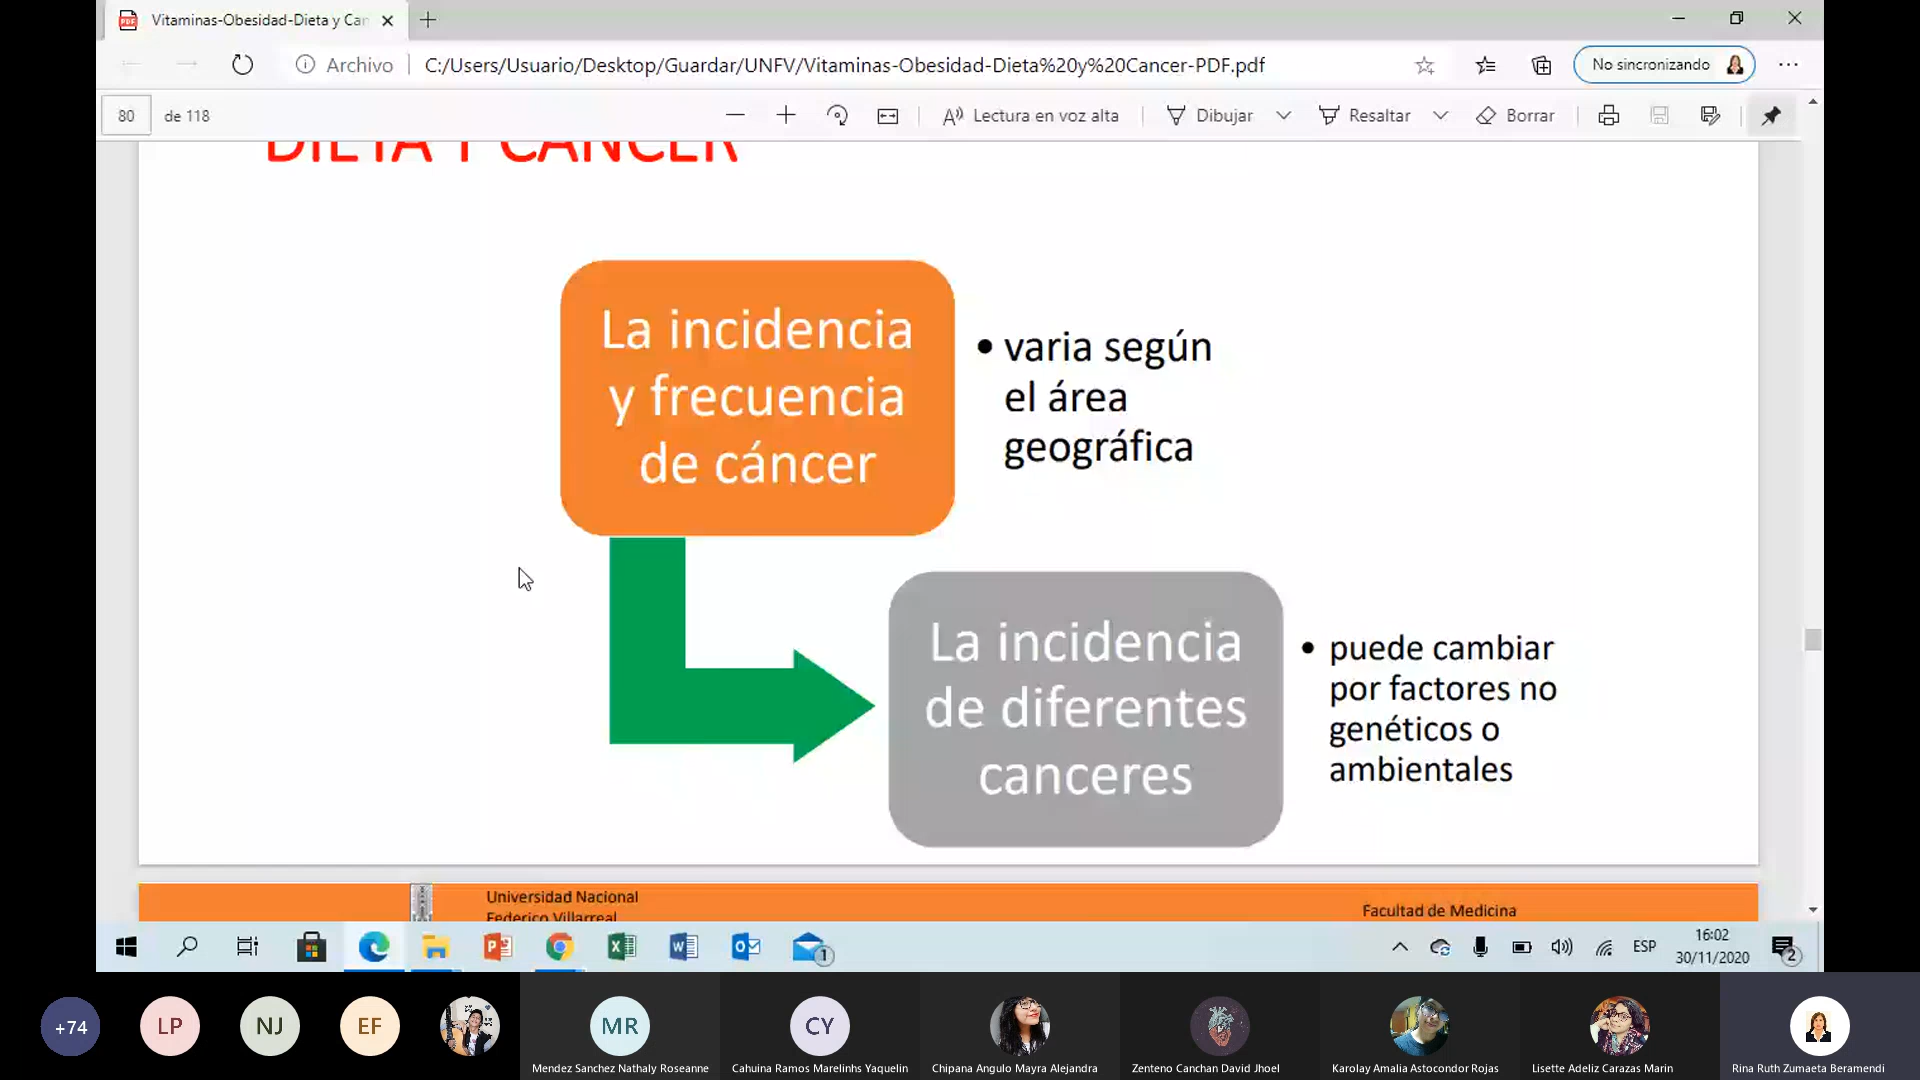 Vitaminas-Obesidad-Dieta y Can
Archivo
C:/Users/Usuario/Desktop/Guardar/UNFV/Vitaminas-Obesidad-Dieta%20y%20Cancer-PDF.pdf
No sincronizando
80 de 118
Lectura en voz alta
Dibujar
Resaltar
Borrar
DIETA Y CANCER
La incidencia
y frecuencia
de cáncer
• varia según
el área
geográfica
La incidencia
de diferentes
canceres
• puede cambiar
por factores no
genéticos o
ambientales
Universidad Nacional
Federico Villarreal
Facultad de Medicina
1
ESP
16:02
30/11/2020
2
+74
LP
NJ
EF
MR
Mendez Sanchez Nathaly Roseanne
CY
Cahuina Ramos Marelinhs Yaquelin
Chipana Angulo Mayra Alejandra
Zenteno Canchan David Jhoel
Karolay Amalia Astocondor Rojas
Lisette Adeliz Carazas Marin
Rina Ruth Zumaeta Beramendi